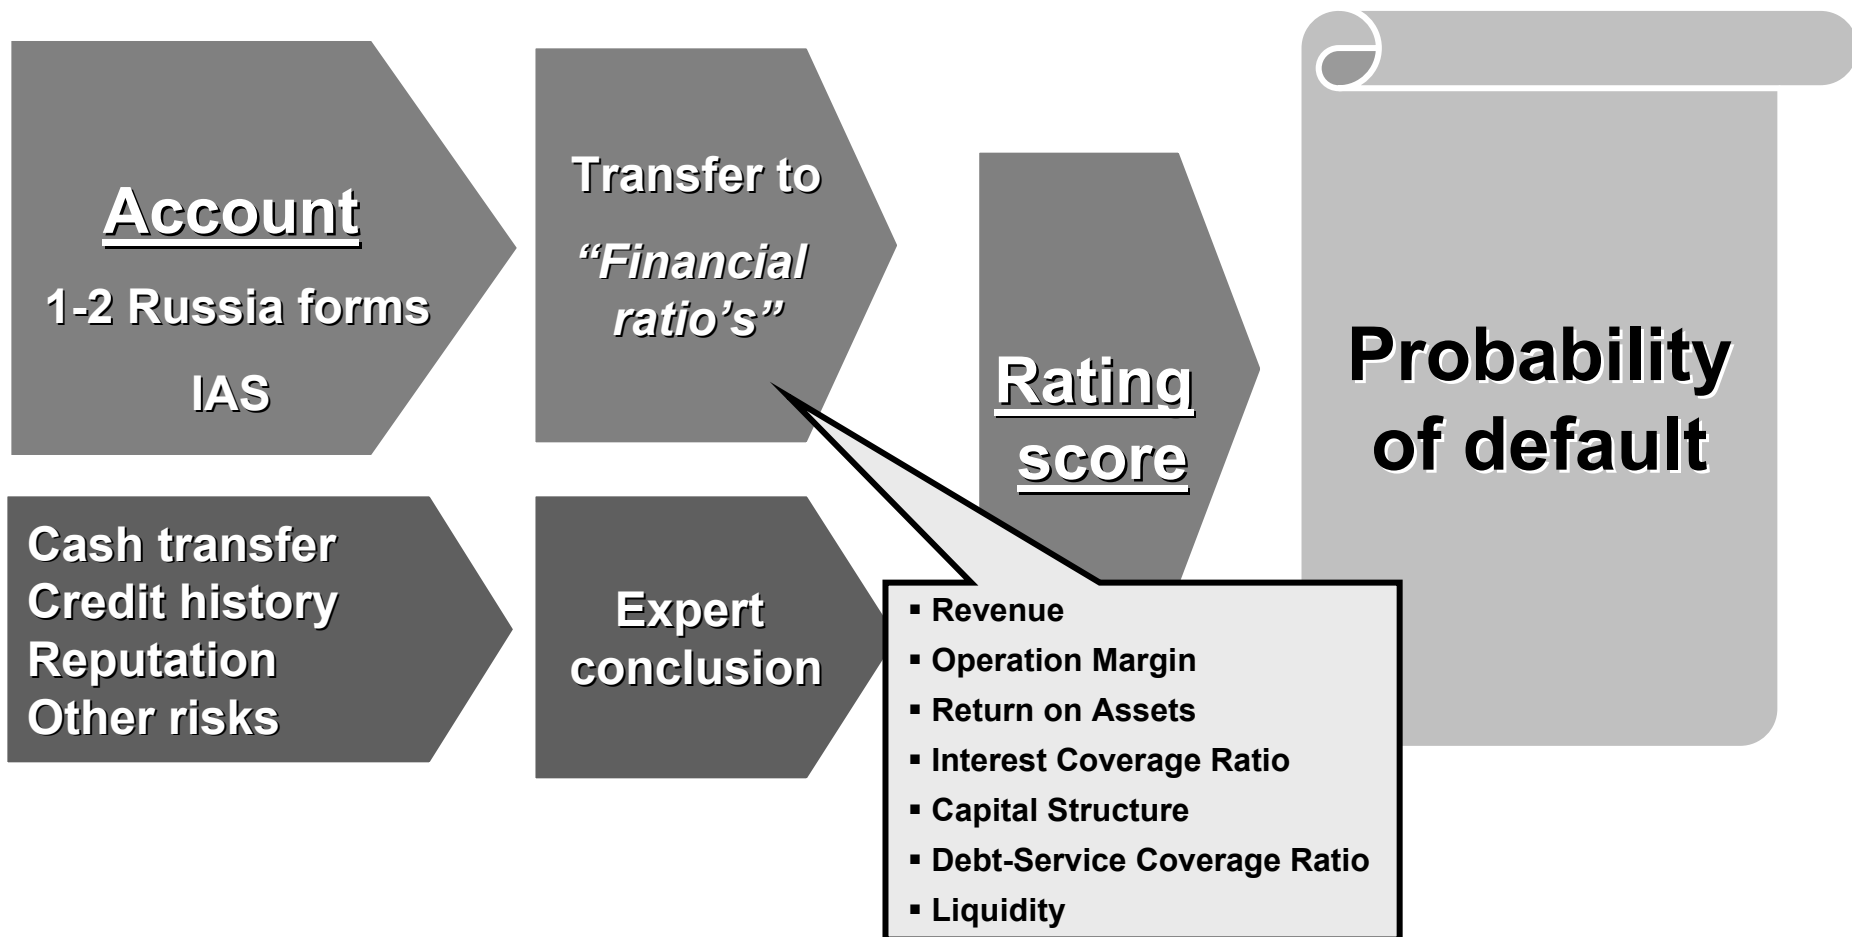 Account
1-2 Russia forms
IAS
Transfer to
“Financial
ratio’s”
Rating
score
Probability
of default
Cash transfer
Credit history
Reputation
Other risks
Expert
conclusion
▪ Revenue
▪ Operation Margin
▪ Return on Assets
▪ Interest Coverage Ratio
▪ Capital Structure
▪ Debt-Service Coverage Ratio
▪ Liquidity